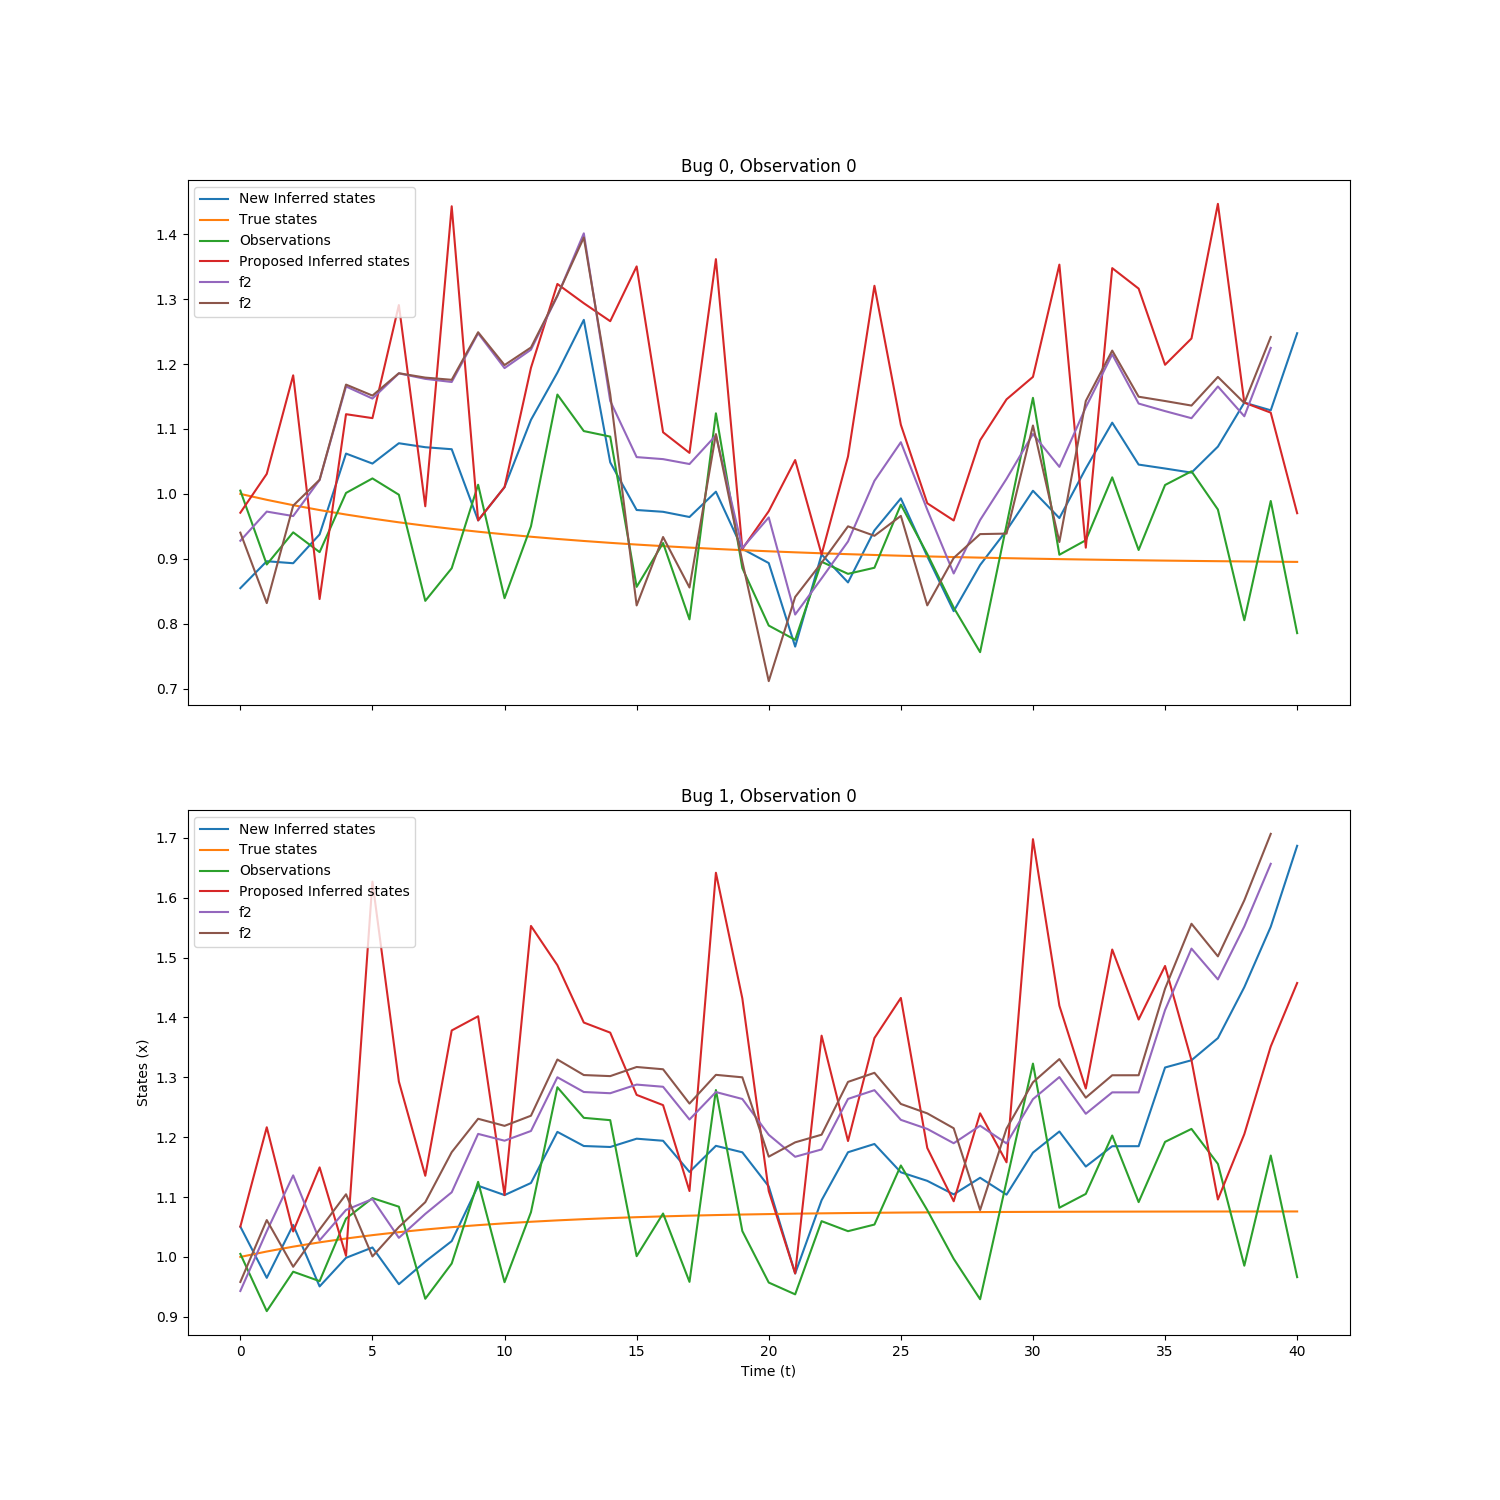 Bug 0, Observation 0
New Inferred states
True states
Observations
Proposed Inferred states
f2
f2
1.4
1.3
1.2
1.1
1.0
0.9
0.8
0.7
Bug 1, Observation 0
New Inferred states
True states
Observations
Proposed Inferred states
f2
f2
1.7
1.6
1.5
1.4
1.3
1.2
1.1
1.0
0.9
States (x)
0 5 10 15 20 25 30 35 40
Time (t)